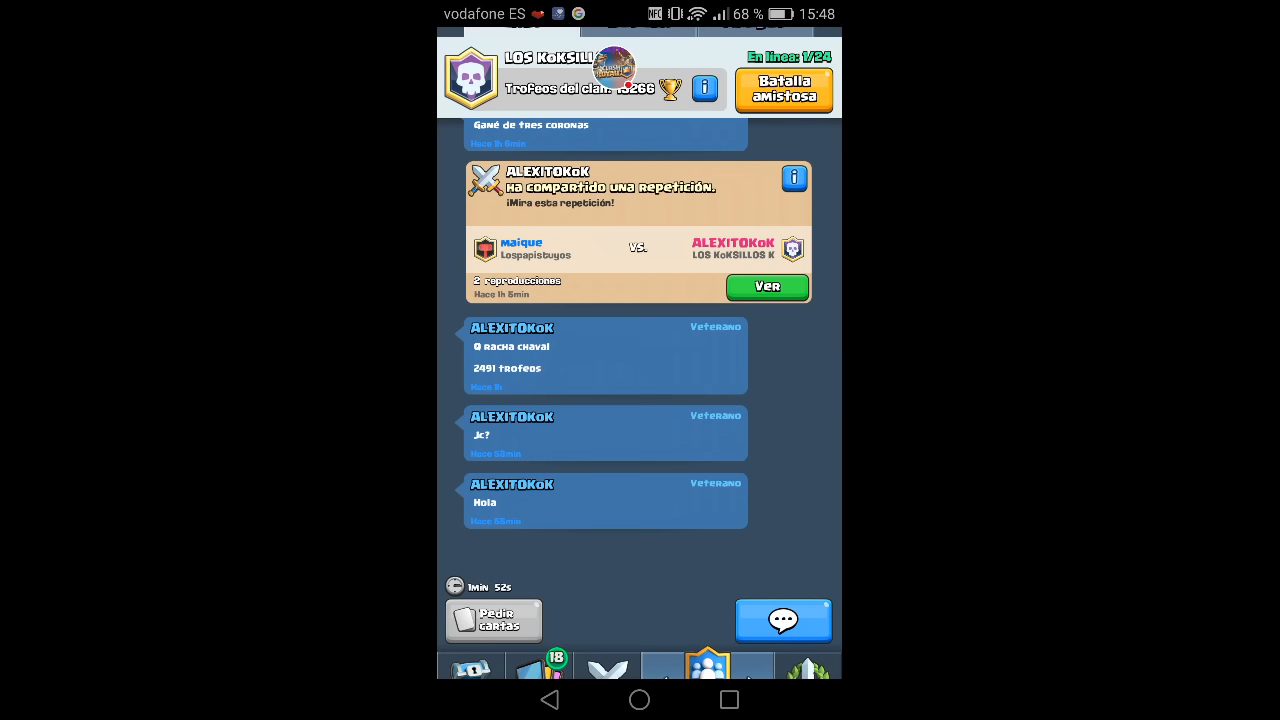 vodafone ES
68 % 15:48
LOS KoKSILL
En línea: 1/24
Trofeos del clan:
Batalla
amistosa
Gané de tres coronas
Hace 1h 5min
ALEXITOKoK
Ha compartido una repetición.
¡Mira esta repetición!
maique
Lospapistuyos
VS.
ALEXITOKoK
LOS KoKSILLOS K
2 reproducciones
Hace 1h 5min
Ver
ALEXITOKoK
Veterano
Q racha chaval
2491 trofeos
Hace 1h
ALEXITOKoK
Veterano
Jc?
ALEXITOKoK
Veterano
Hola
1min 52s
Pedir
cartas
18